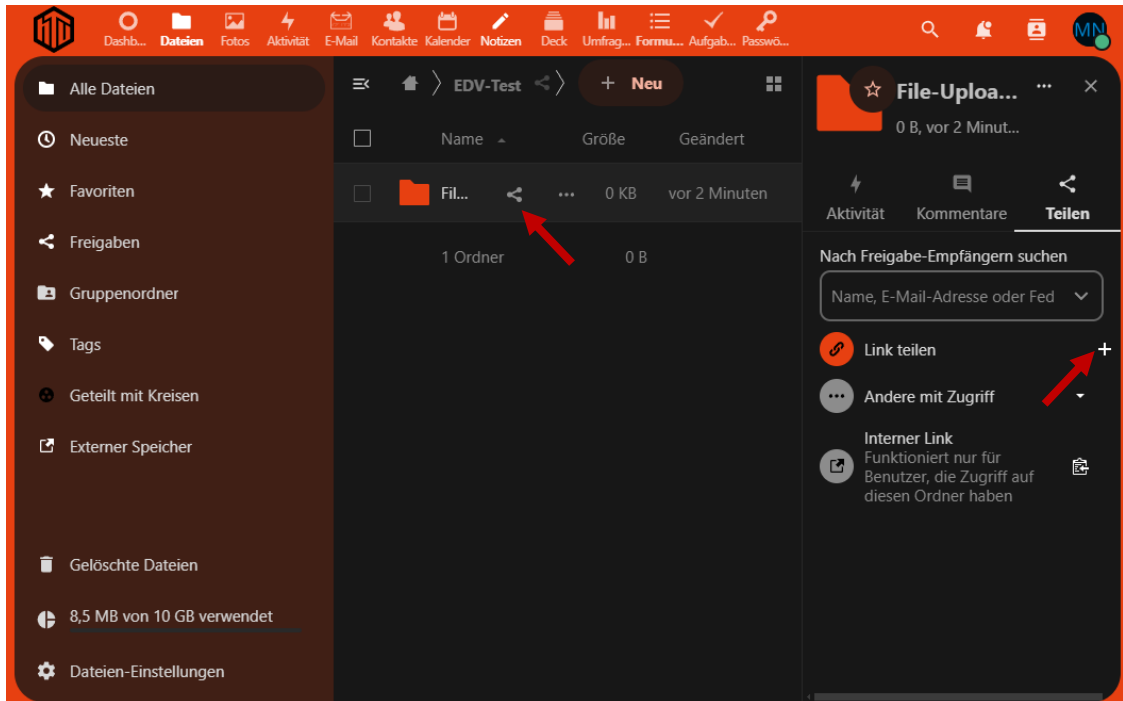 Dashb... Dateien Fotos Aktivität E-Mail Kontakte Kalender Notizen Deck Umfrag... Formu... Aufgab... Passwö...
MN
Alle Dateien
Neueste
Favoriten
Freigaben
Gruppenordner
Tags
Geteilt mit Kreisen
Externer Speicher
Gelöschte Dateien
8,5 MB von 10 GB verwendet
Dateien-Einstellungen
EDV-Test
+ Neu
Name Größe Geändert
Fil... ... 0 KB vor 2 Minuten
1 Ordner 0 B
File-Uploa... ...
0 B, vor 2 Minut...
Aktivität Kommentare Teilen
Nach Freigabe-Empfängern suchen
Name, E-Mail-Adresse oder Fed
Link teilen
Andere mit Zugriff
Interner Link
Funktioniert nur für
Benutzer, die Zugriff auf
diesen Ordner haben